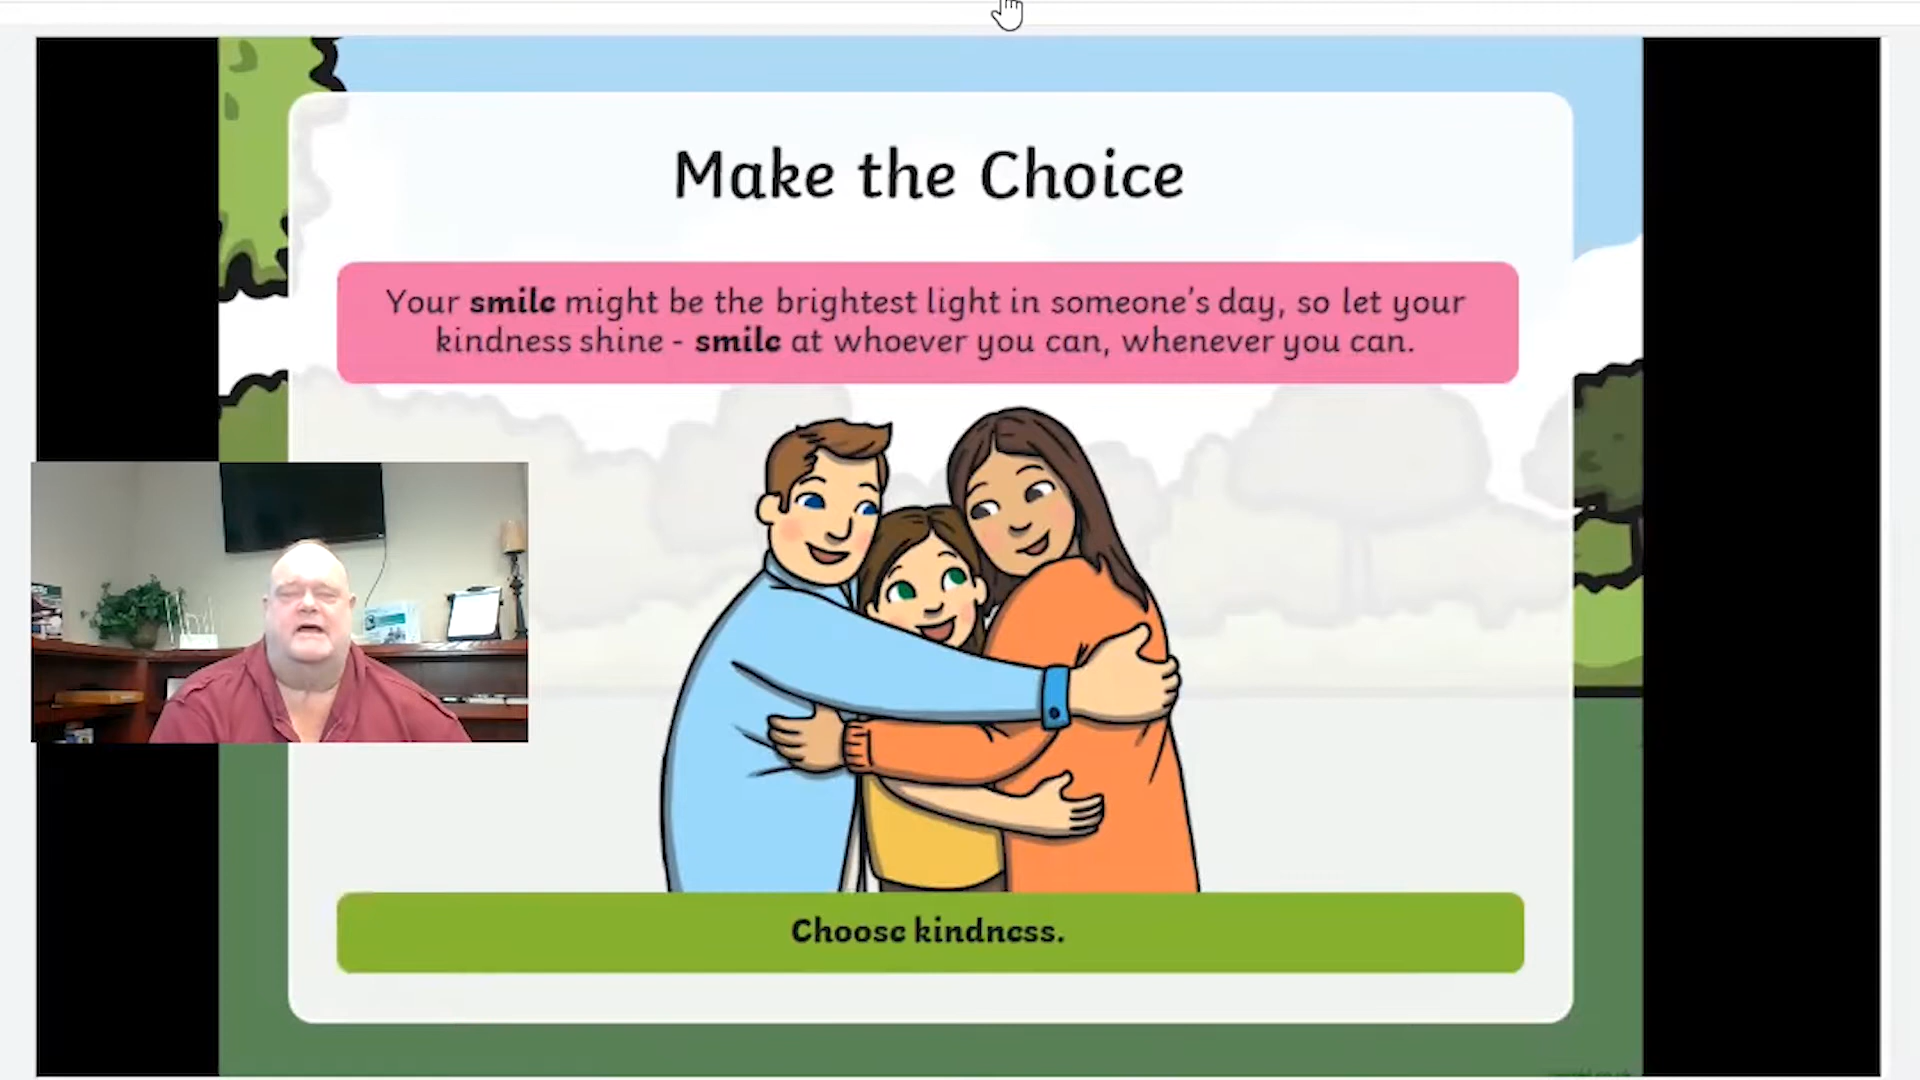 Make the Choice
Your smile might be the brightest light in someone's day, so let your
kindness shine - smile at whoever you can, whenever you can.
Choose kindness.